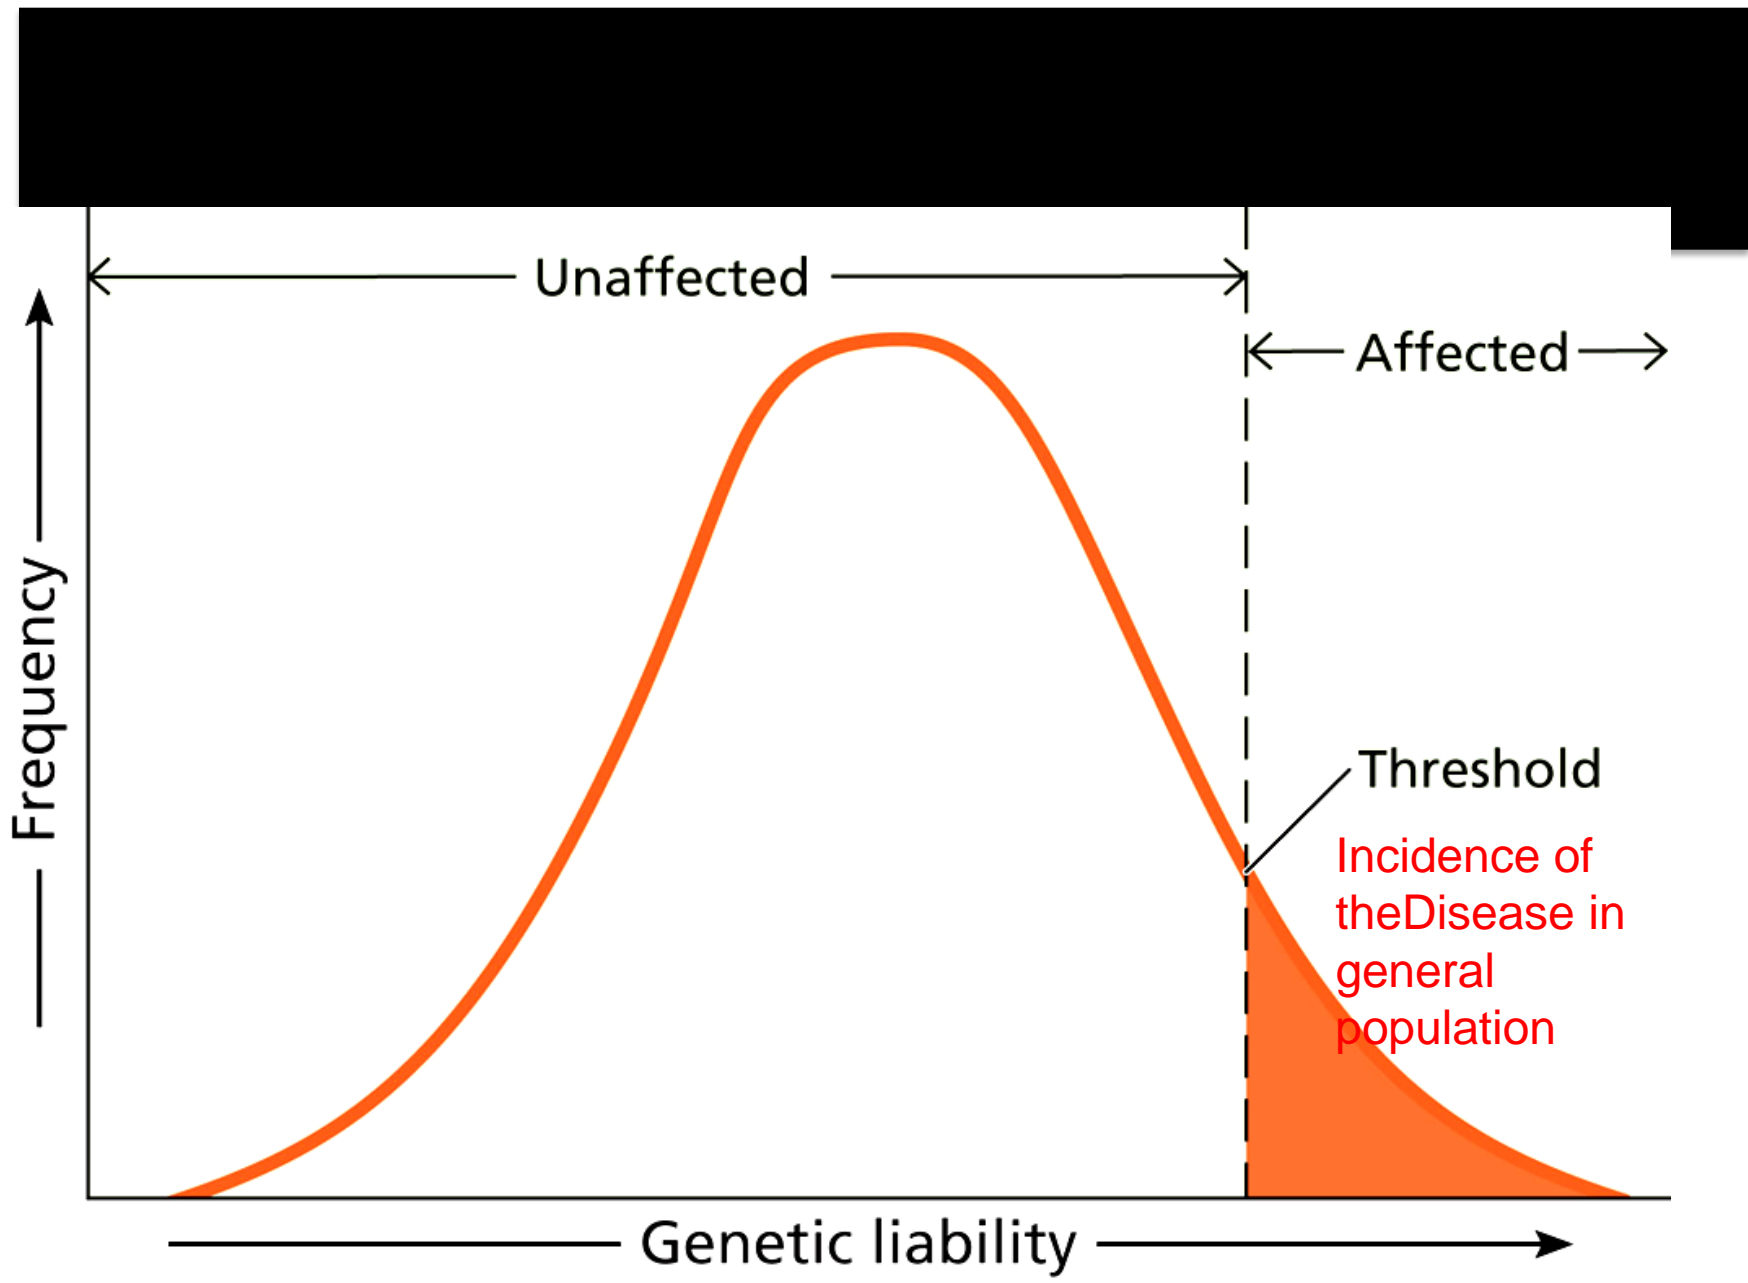 Unaffected
Affected
Frequency
Threshold
Incidence of
theDisease in
general
population
Genetic liability